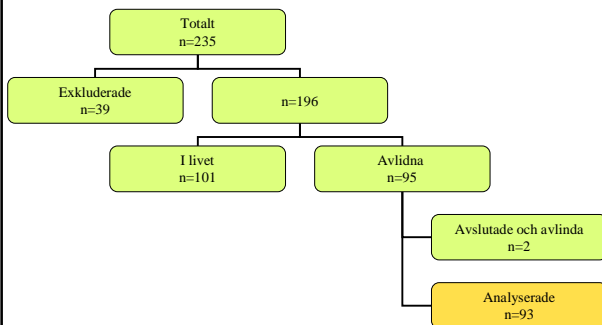 Totalt
n=235
Exkluderade
n=39
n=196
I livet
n=101
Avlidna
n=95
Avslutade och avlinda
n=2
Analyserade
n=93